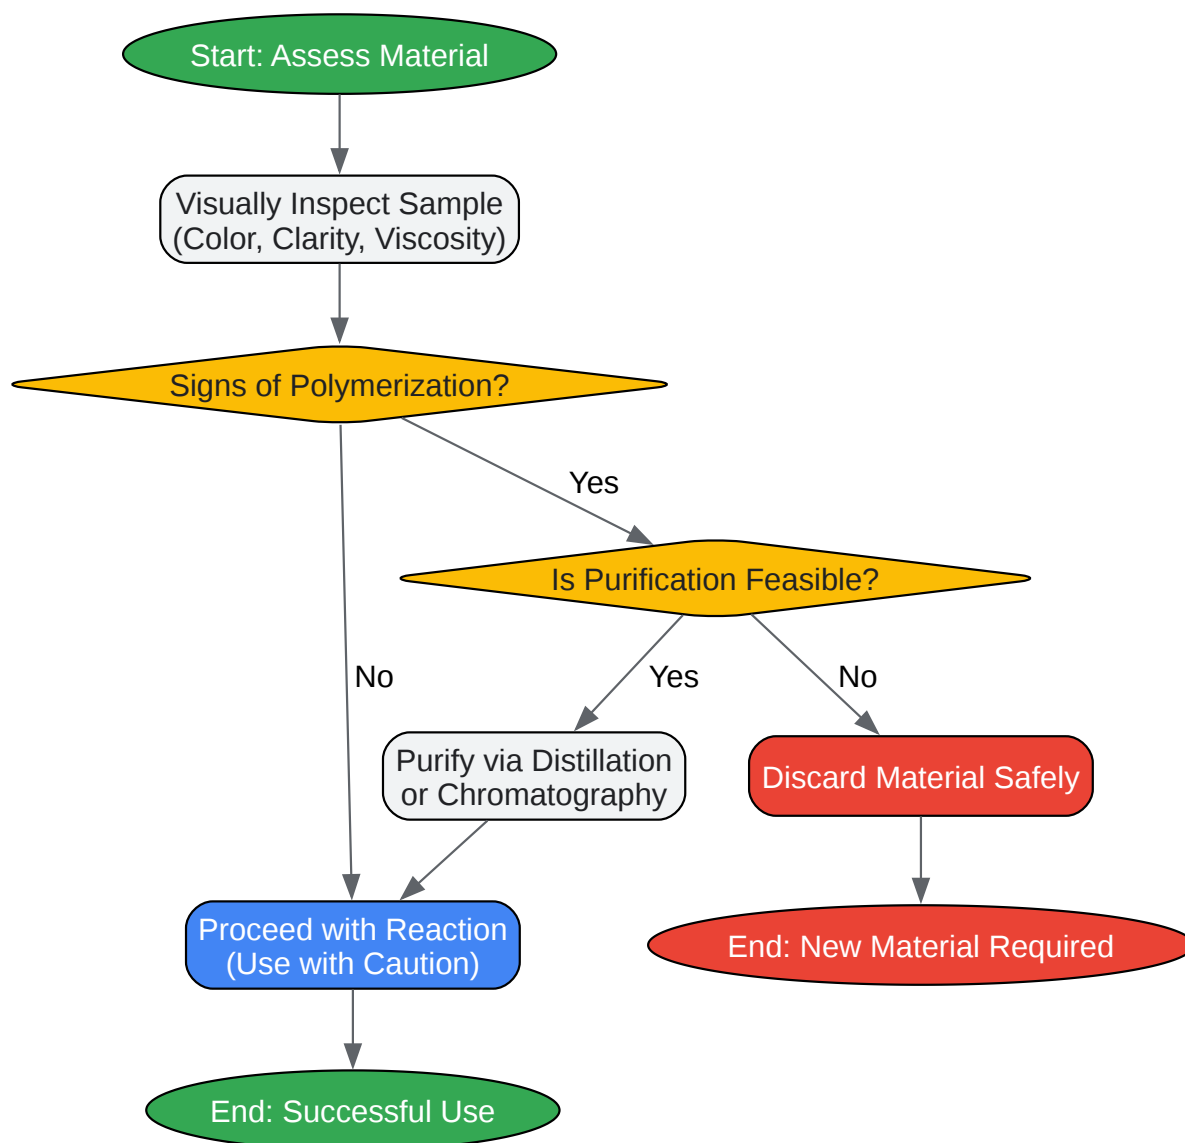 Start: Assess Material
Visually Inspect Sample
(Color, Clarity, Viscosity)
Signs of Polymerization?
Yes
Is Purification Feasible?
No
Yes
No
Purify via Distillation
or Chromatography
Discard Material Safely
Proceed with Reaction
(Use with Caution)
End: New Material Required
End: Successful Use